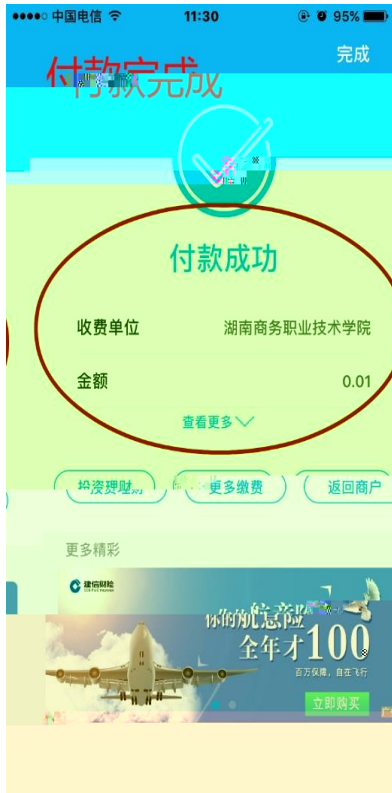 中国电信 11:30 95%
完成
付款完成
付款成功
收费单位 湖南商务职业技术学院
金额 0.01
查看更多
投资理财 更多缴费 返回商户
更多精彩
建信财险
你的航意险
全年才100
百万保障，自在飞行
立即购买
广告